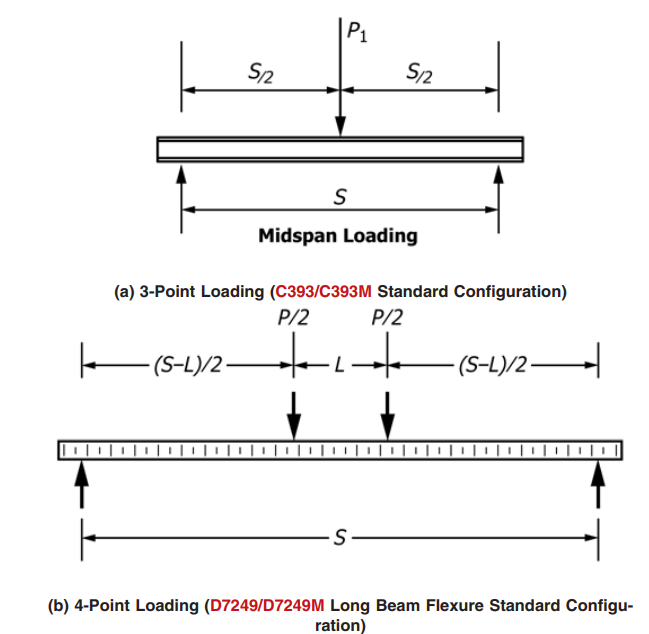 P1
S/2 S/2
S
Midspan Loading
(a) 3-Point Loading (C393/C393M Standard Configuration)
P/2 P/2
(S-L)/2 L (S-L)/2
S
(b) 4-Point Loading (D7249/D7249M Long Beam Flexure Standard Configu-
ration)